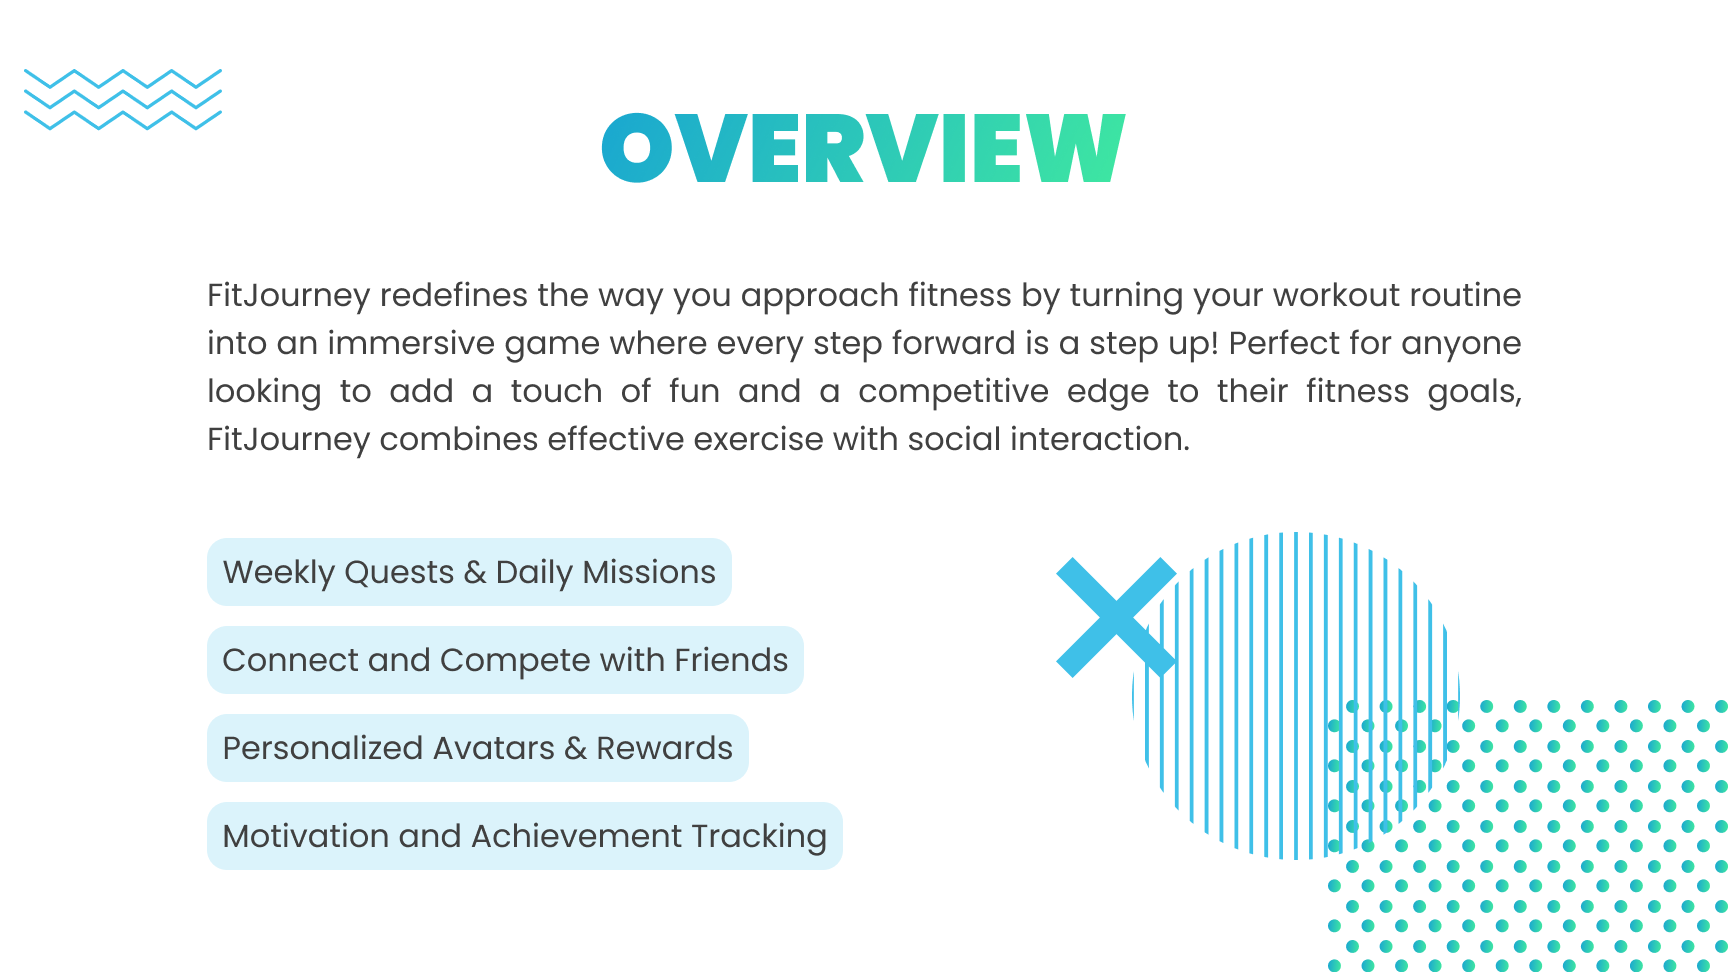 OVERVIEW
FitJourney redefines the way you approach fitness by turning your workout routine
into an immersive game where every step forward is a step up! Perfect for anyone
looking to add a touch of fun and a competitive edge to their fitness goals,
FitJourney combines effective exercise with social interaction.
Weekly Quests & Daily Missions
Connect and Compete with Friends
Personalized Avatars & Rewards
Motivation and Achievement Tracking